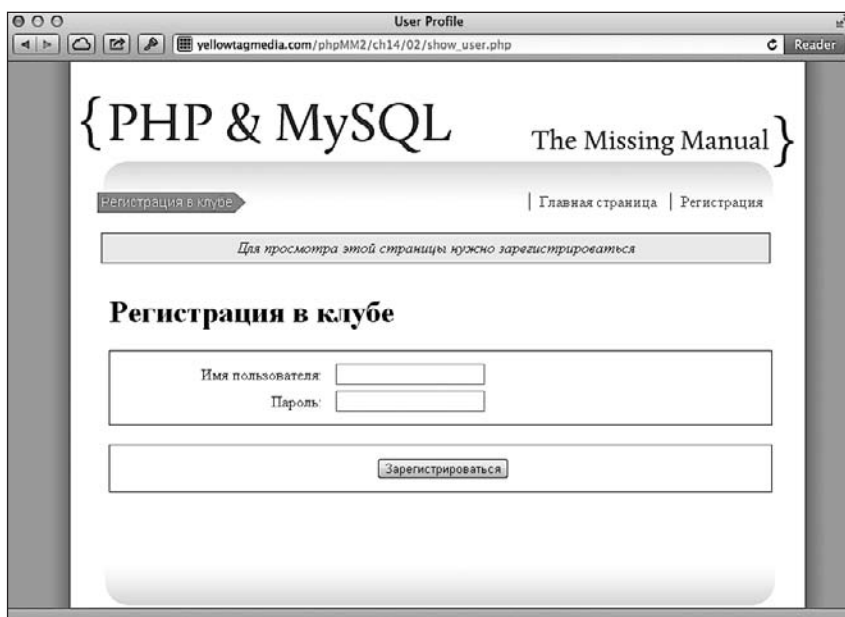 User Profile
yellowtagmedia.com/phpMM2/ch14/02/show_user.php
Reader
{PHP & MySQL
The Missing Manual}
Регистрация в клубе
| Главная страница | Регистрация
Для просмотра этой страницы нужно зарегистрироваться
Регистрация в клубе
Имя пользователя:
Пароль:
Зарегистрироваться